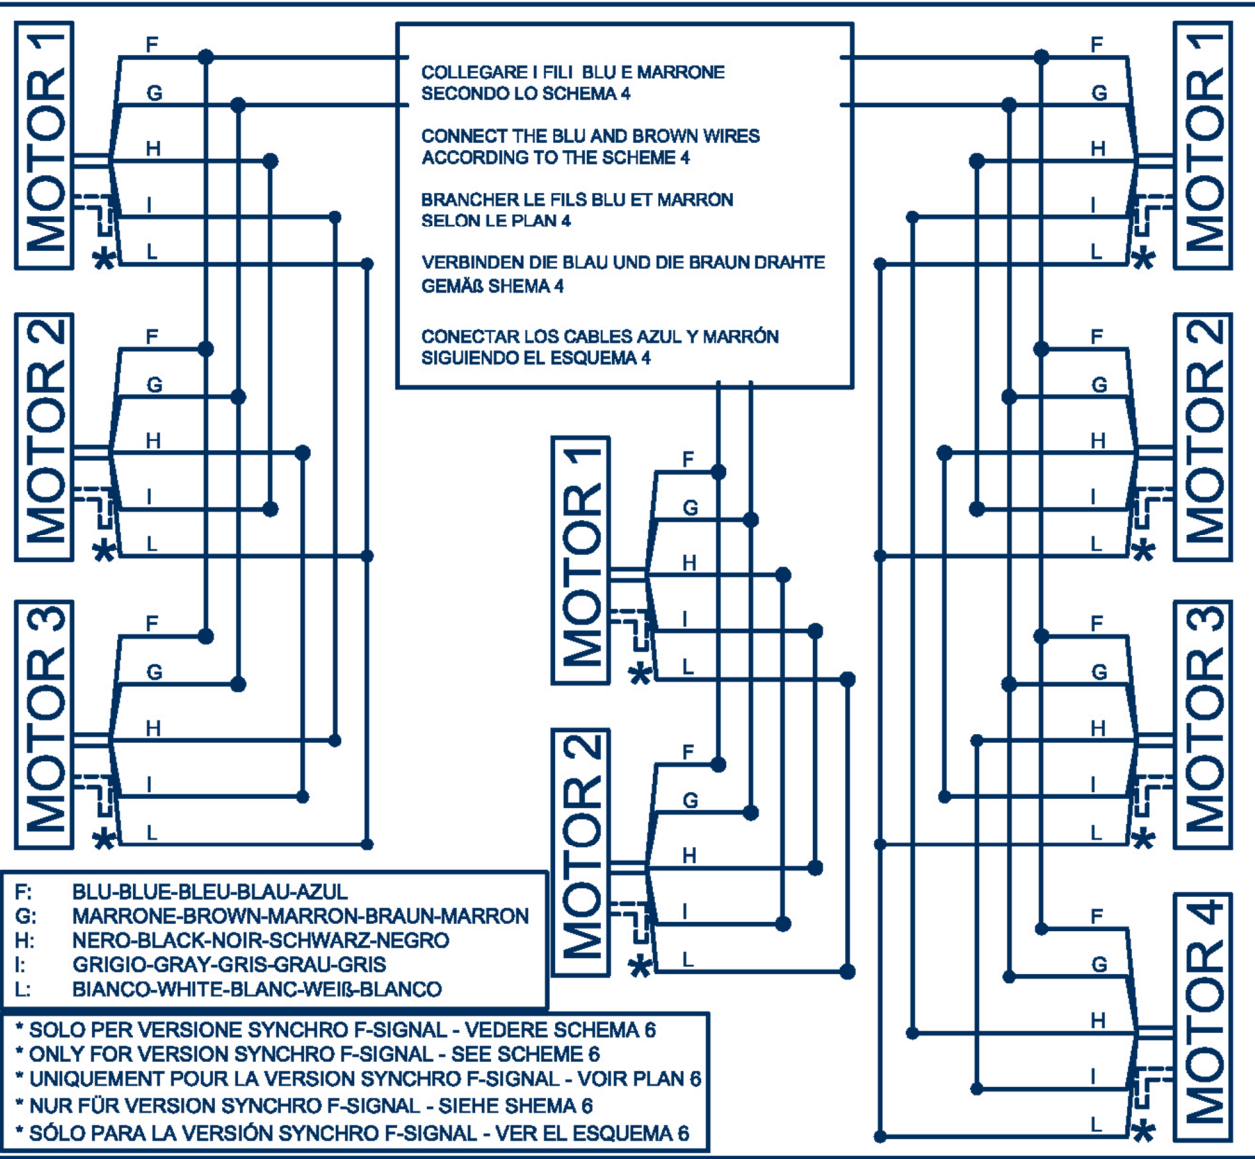 MOTOR 1
F
G
H
I
L
*
MOTOR 2
F
G
H
I
L
*
MOTOR 3
F
G
H
I
L
*
COLLEGARE I FILI BLU E MARRONE
SECONDO LO SCHEMA 4
CONNECT THE BLU AND BROWN WIRES
ACCORDING TO THE SCHEME 4
BRANCHER LE FILS BLU ET MARRON
SELON LE PLAN 4
VERBINDEN DIE BLAU UND DIE BRAUN DRAHTE
GEMÄß SHEMA 4
CONECTAR LOS CABLES AZUL Y MARRÓN
SIGUIENDO EL ESQUEMA 4
MOTOR 1
F
G
H
I
L
*
MOTOR 2
F
G
H
I
L
*
MOTOR 1
F
G
H
I
L
*
MOTOR 2
F
G
H
I
L
*
MOTOR 3
F
G
H
I
L
*
MOTOR 4
F
G
H
I
L
*
F: BLU-BLUE-BLEU-BLAU-AZUL
G: MARRONE-BROWN-MARRON-BRAUN-MARRON
H: NERO-BLACK-NOIR-SCHWARZ-NEGRO
I: GRIGIO-GRAY-GRIS-GRAU-GRIS
L: BIANCO-WHITE-BLANC-WEIß-BLANCO
* SOLO PER VERSIONE SYNCHRO F-SIGNAL - VEDERE SCHEMA 6
* ONLY FOR VERSION SYNCHRO F-SIGNAL - SEE SCHEME 6
* UNIQUEMENT POUR LA VERSION SYNCHRO F-SIGNAL - VOIR PLAN 6
* NUR FÜR VERSION SYNCHRO F-SIGNAL - SIEHE SHEMA 6
* SÓLO PARA LA VERSIÓN SYNCHRO F-SIGNAL - VER EL ESQUEMA 6